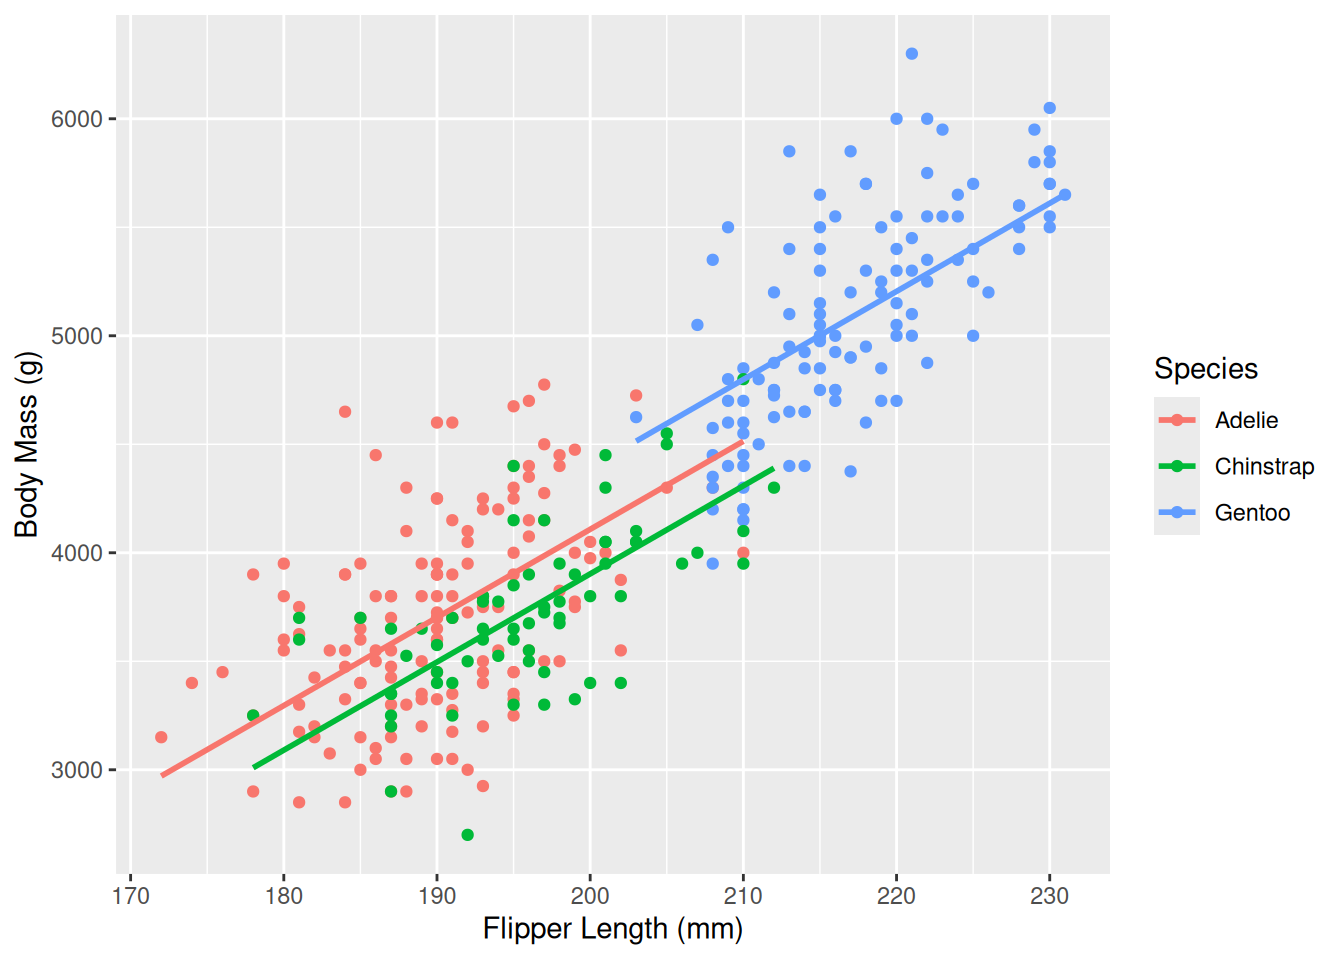 6000
5000
4000
3000
Body Mass (g)
170 180 190 200 210 220 230
Flipper Length (mm)
Species
Adelie
Chinstrap
Gentoo